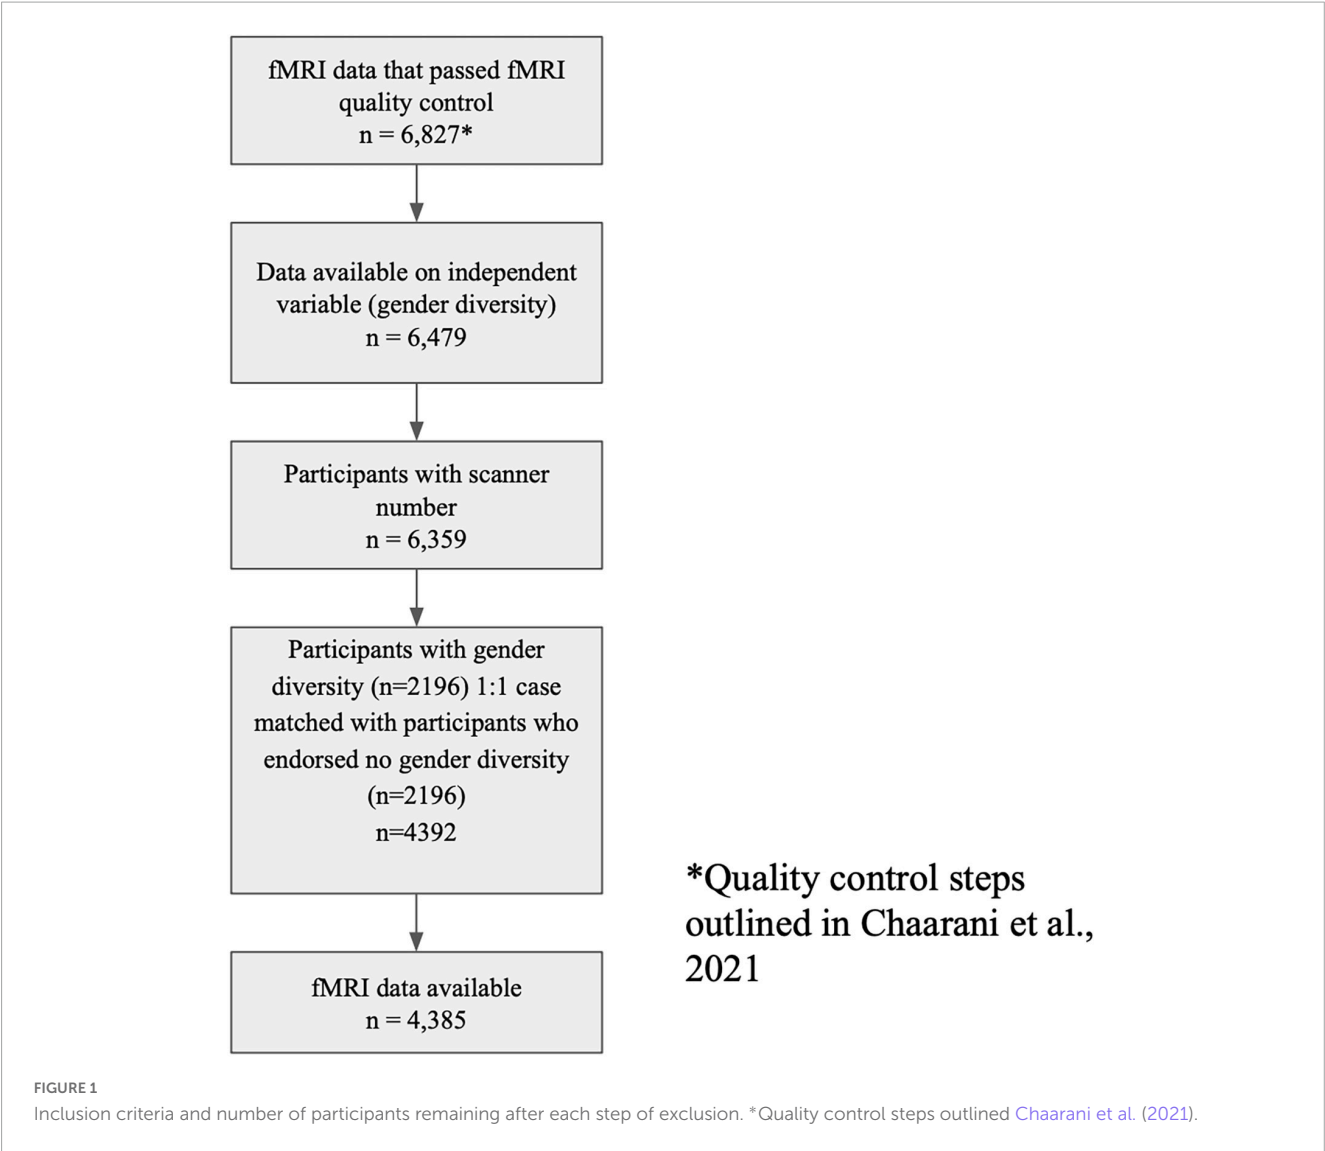 fMRI data that passed fMRI
quality control
n = 6,827*
Data available on independent
variable (gender diversity)
n = 6,479
Participants with scanner
number
n = 6,359
Participants with gender
diversity (n=2196) 1:1 case
matched with participants who
endorsed no gender diversity
(n=2196)
n=4392
fMRI data available
n = 4,385
*Quality control steps
outlined in Chaarani et al.,
2021
FIGURE 1
Inclusion criteria and number of participants remaining after each step of exclusion. *Quality control steps outlined Chaarani et al. (2021).